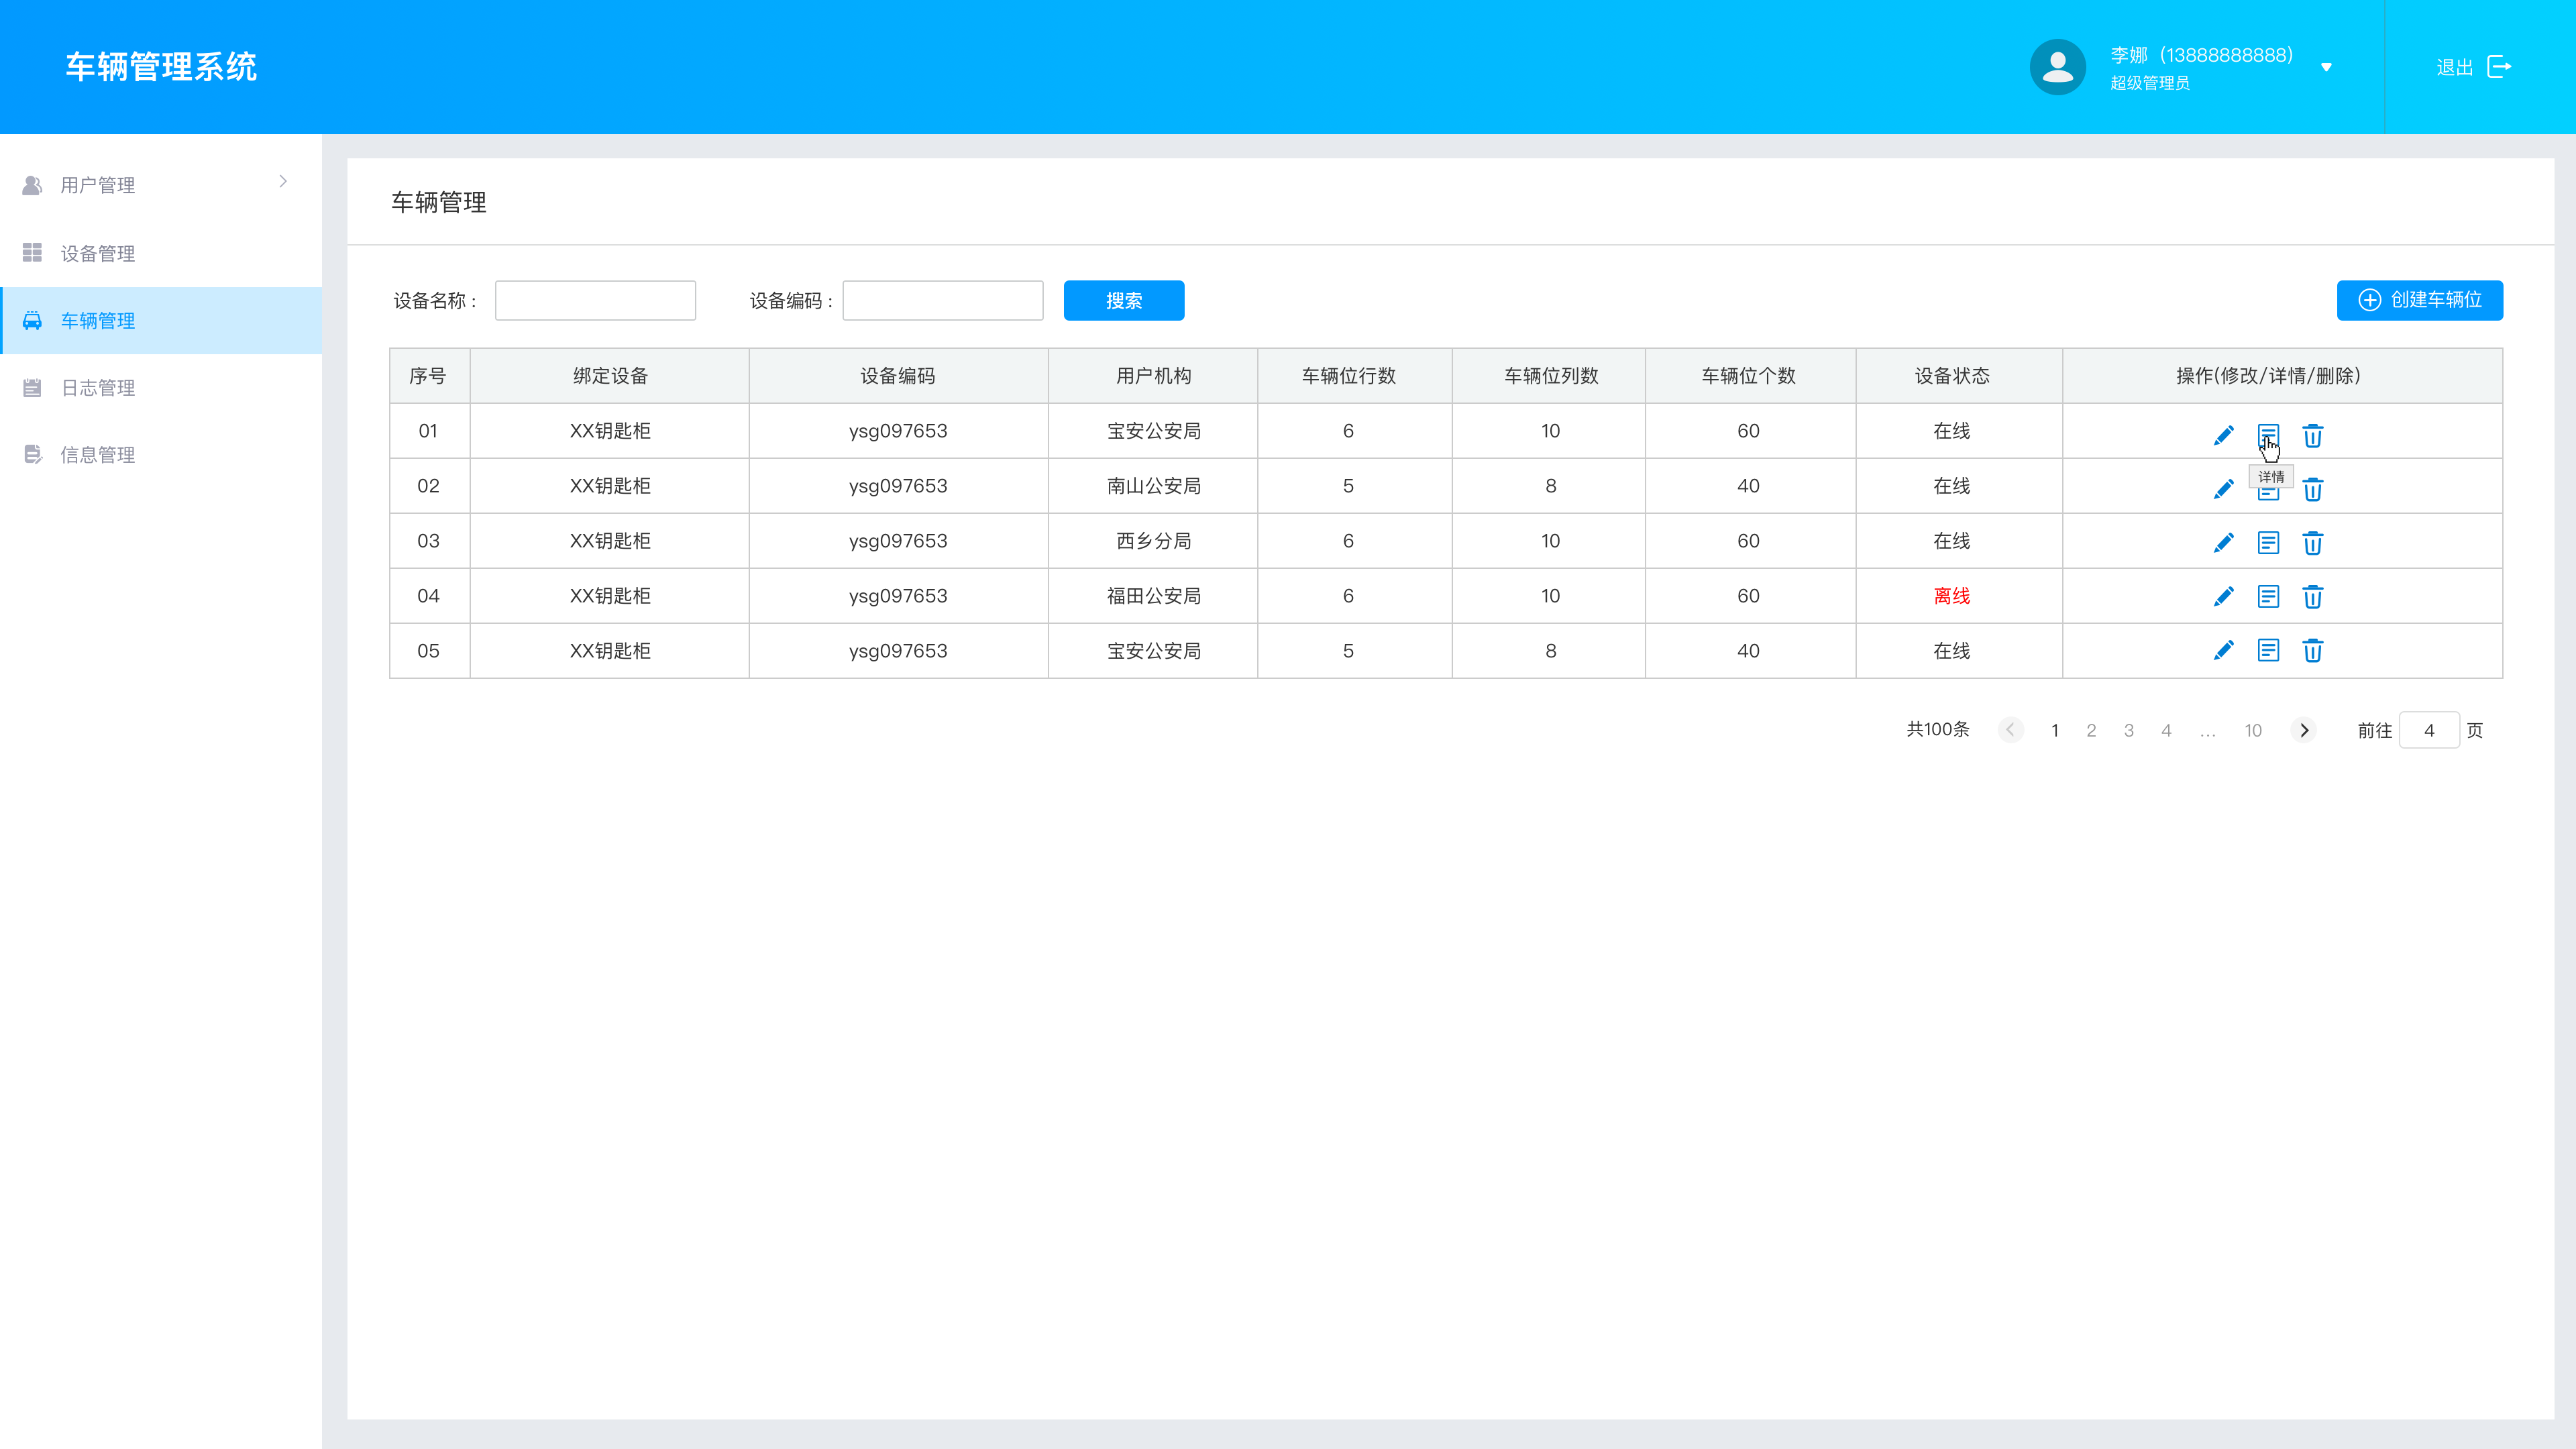 车辆管理系统
李娜（13888888888）
超级管理员
退出
用户管理
设备管理
车辆管理
日志管理
信息管理
车辆管理
设备名称：
设备编码：
搜索
创建车辆位
序号 绑定设备 设备编码 用户机构 车辆位行数 车辆位列数 车辆位个数 设备状态 操作(修改/详情/删除)
01 XX钥匙柜 ysg097653 宝安公安局 6 10 60 在线
详情
02 XX钥匙柜 ysg097653 南山公安局 5 8 40 在线
03 XX钥匙柜 ysg097653 西乡分局 6 10 60 在线
04 XX钥匙柜 ysg097653 福田公安局 6 10 60 离线
05 XX钥匙柜 ysg097653 宝安公安局 5 8 40 在线
共100条 1 2 3 4 ... 10 前往 4 页